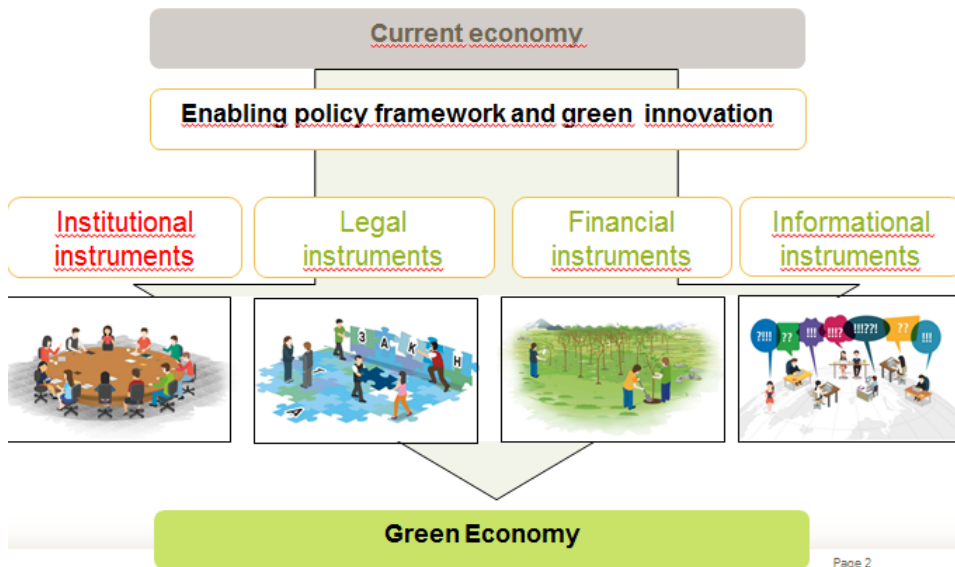 Current economy
Enabling policy framework and green innovation
Institutional
instruments
Legal
instruments
Financial
instruments
Informational
instruments
З А К Н
?!!! ?? !!! !!!? !!!??! ?? !!!
Green Economy
Page 2